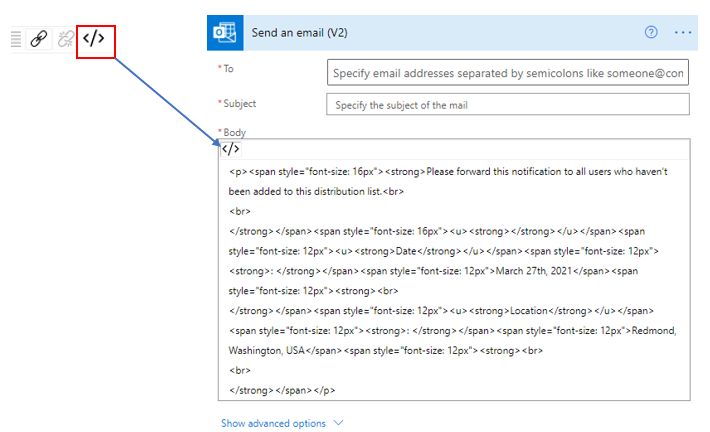 </>
Send an email (V2)
* To
Specify email addresses separated by semicolons like someone@con
* Subject
Specify the subject of the mail
* Body
</>
<p><span style="font-size: 16px"><strong>Please forward this notification to all users who haven't
been added to this distribution list.<br>
<br>
</strong></span><span style="font-size: 16px"><u><strong></strong></u></span><span
style="font-size: 12px"><u><strong>Date</strong></u></span><span style="font-size: 12px">
<strong>: </strong></span><span style="font-size: 12px">March 27th, 2021</span><span
style="font-size: 12px"><strong><br>
</strong></span><span style="font-size: 12px"><u><strong>Location</strong></u></span>
<span style="font-size: 12px"><strong>: </strong></span><span style="font-size: 12px">Redmond,
Washington, USA</span><span style="font-size: 12px"><strong><br>
<br>
</strong></span></p>
Show advanced options